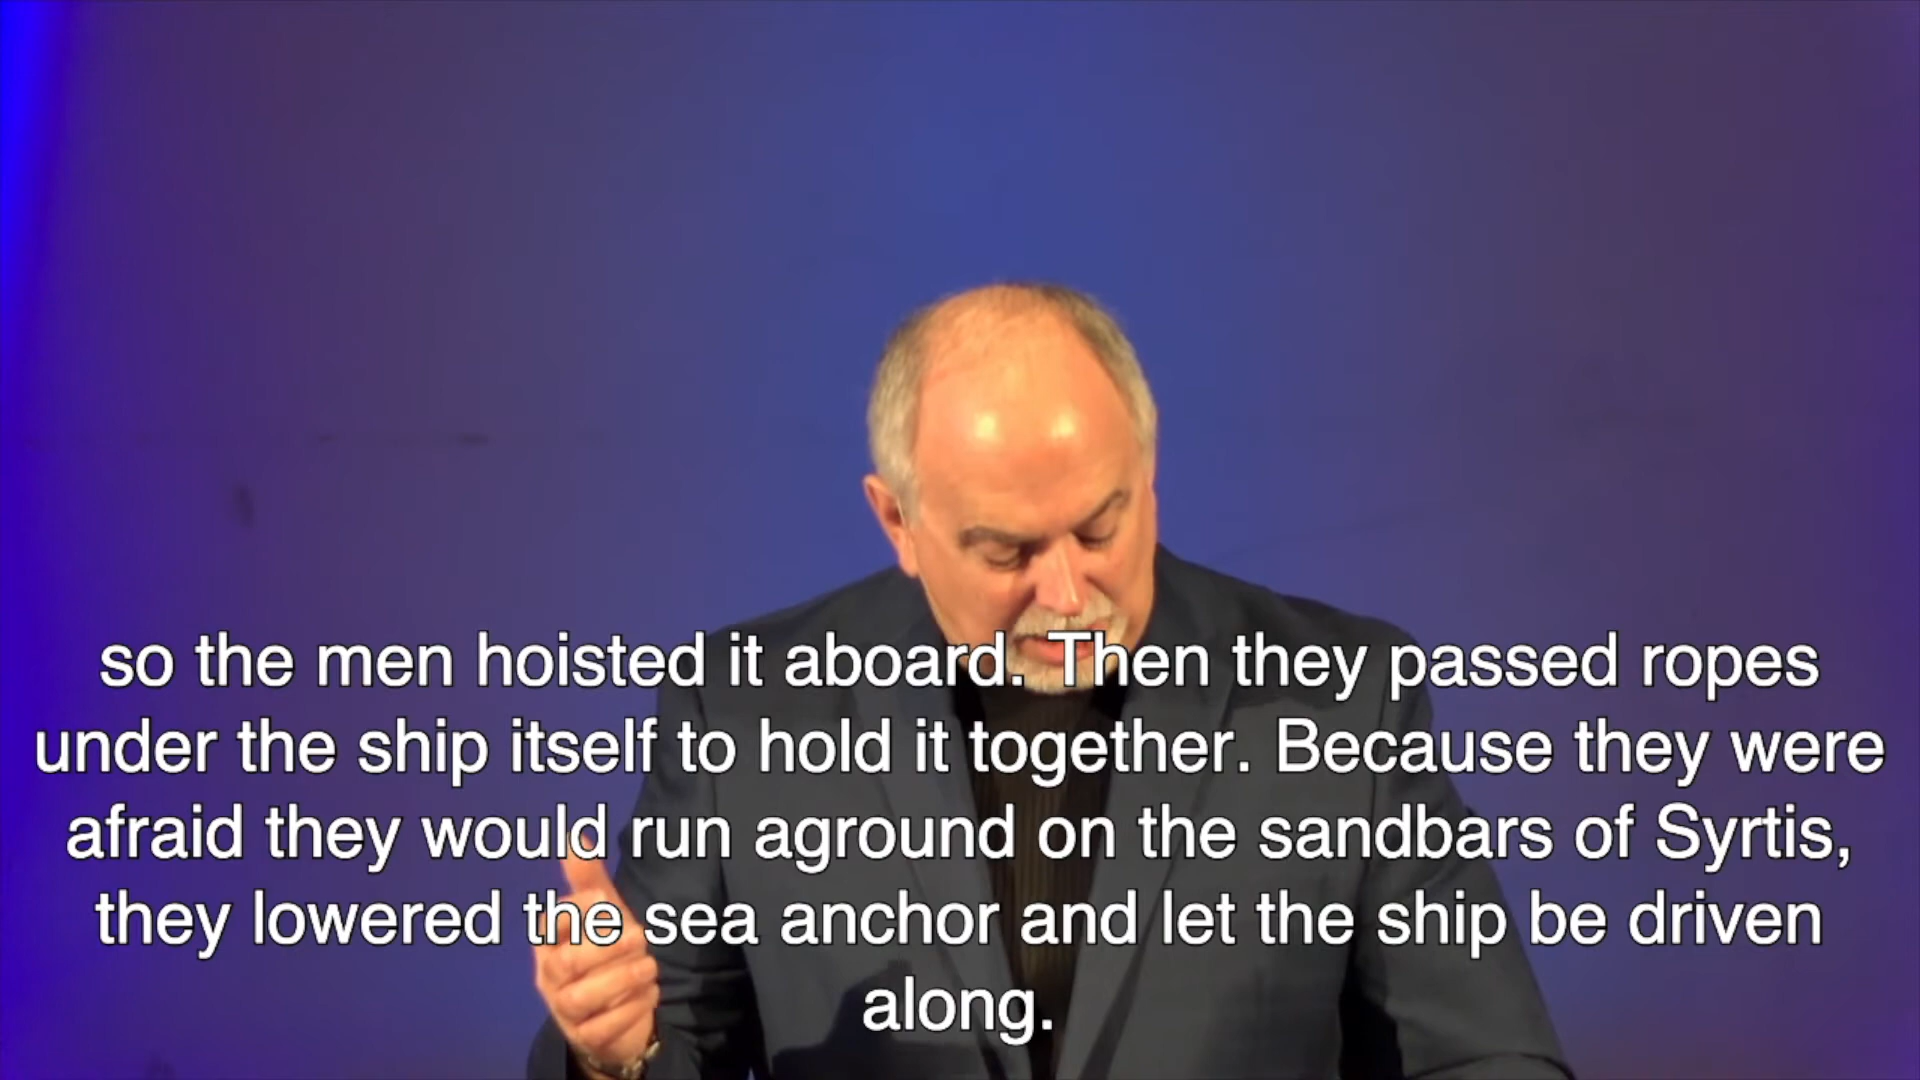 so the men hoisted it aboard. Then they passed ropes
under the ship itself to hold it together. Because they were
afraid they would run aground on the sandbars of Syrtis,
they lowered the sea anchor and let the ship be driven
along.